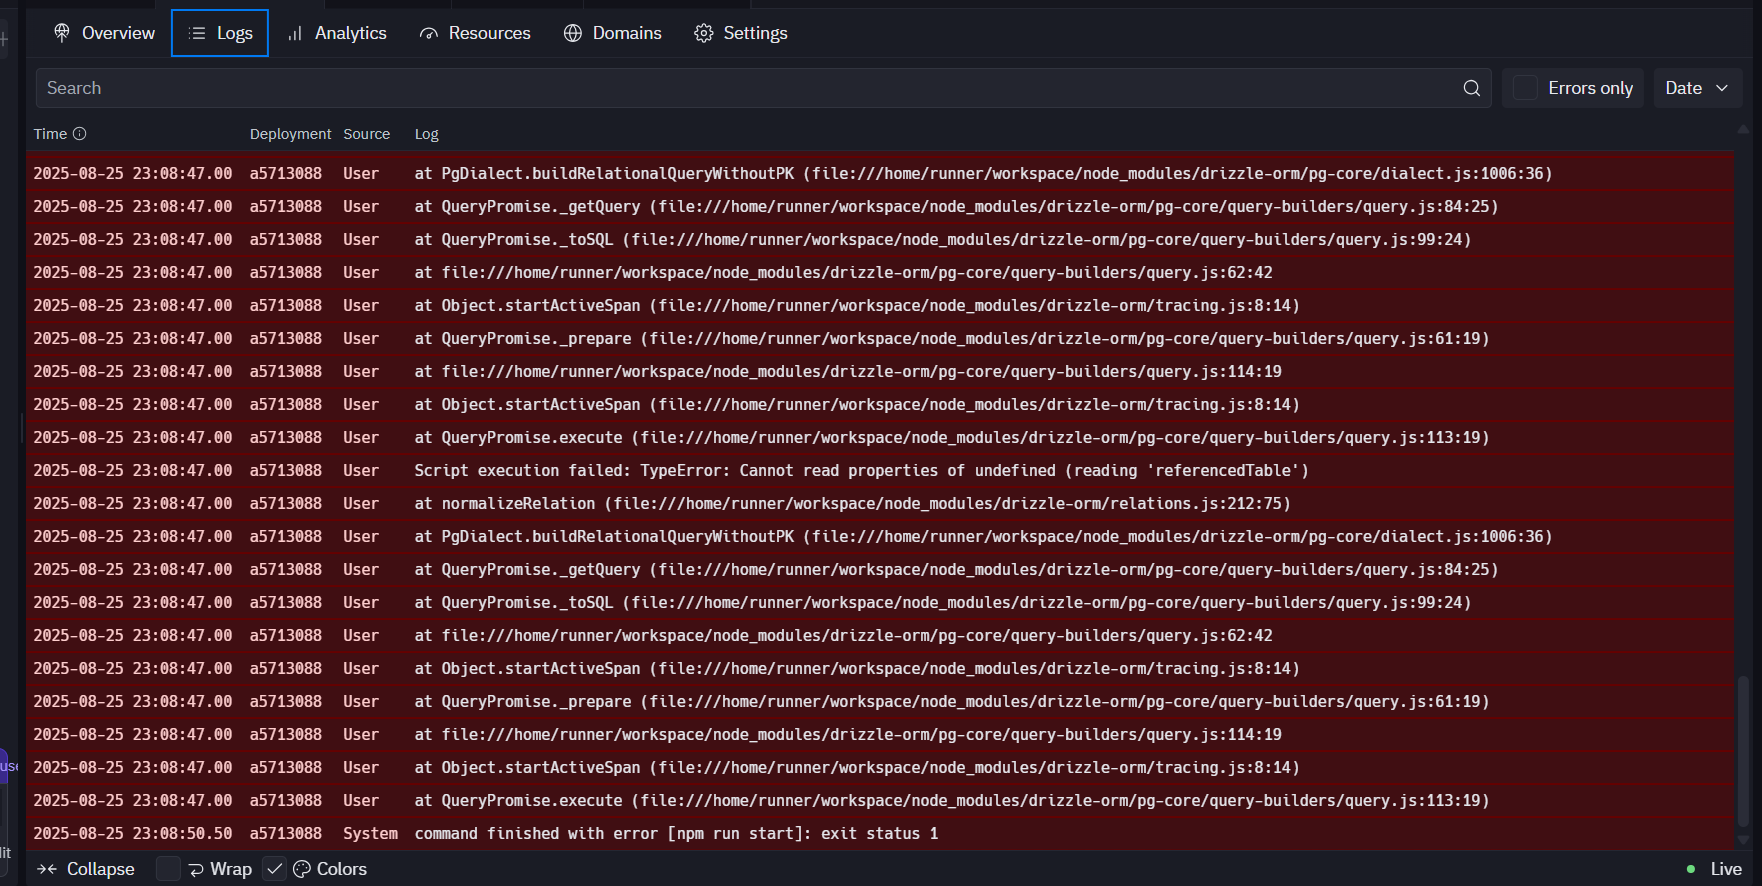 Overview Logs Analytics Resources Domains Settings
Search Errors only Date
Time Deployment Source Log
2025-08-25 23:08:47.00 a5713088 User at PgDialect.buildRelationalQueryWithoutPK (file:///home/runner/workspace/node_modules/drizzle-orm/pg-core/dialect.js:1006:36)
2025-08-25 23:08:47.00 a5713088 User at QueryPromise._getQuery (file:///home/runner/workspace/node_modules/drizzle-orm/pg-core/query-builders/query.js:84:25)
2025-08-25 23:08:47.00 a5713088 User at QueryPromise._toSQL (file:///home/runner/workspace/node_modules/drizzle-orm/pg-core/query-builders/query.js:99:24)
2025-08-25 23:08:47.00 a5713088 User at file:///home/runner/workspace/node_modules/drizzle-orm/pg-core/query-builders/query.js:62:42
2025-08-25 23:08:47.00 a5713088 User at Object.startActiveSpan (file:///home/runner/workspace/node_modules/drizzle-orm/tracing.js:8:14)
2025-08-25 23:08:47.00 a5713088 User at QueryPromise._prepare (file:///home/runner/workspace/node_modules/drizzle-orm/pg-core/query-builders/query.js:61:19)
2025-08-25 23:08:47.00 a5713088 User at file:///home/runner/workspace/node_modules/drizzle-orm/pg-core/query-builders/query.js:114:19
2025-08-25 23:08:47.00 a5713088 User at Object.startActiveSpan (file:///home/runner/workspace/node_modules/drizzle-orm/tracing.js:8:14)
2025-08-25 23:08:47.00 a5713088 User at QueryPromise.execute (file:///home/runner/workspace/node_modules/drizzle-orm/pg-core/query-builders/query.js:113:19)
2025-08-25 23:08:47.00 a5713088 User Script execution failed: TypeError: Cannot read properties of undefined (reading 'referencedTable')
2025-08-25 23:08:47.00 a5713088 User at normalizeRelation (file:///home/runner/workspace/node_modules/drizzle-orm/relations.js:212:75)
2025-08-25 23:08:47.00 a5713088 User at PgDialect.buildRelationalQueryWithoutPK (file:///home/runner/workspace/node_modules/drizzle-orm/pg-core/dialect.js:1006:36)
2025-08-25 23:08:47.00 a5713088 User at QueryPromise._getQuery (file:///home/runner/workspace/node_modules/drizzle-orm/pg-core/query-builders/query.js:84:25)
2025-08-25 23:08:47.00 a5713088 User at QueryPromise._toSQL (file:///home/runner/workspace/node_modules/drizzle-orm/pg-core/query-builders/query.js:99:24)
2025-08-25 23:08:47.00 a5713088 User at file:///home/runner/workspace/node_modules/drizzle-orm/pg-core/query-builders/query.js:62:42
2025-08-25 23:08:47.00 a5713088 User at Object.startActiveSpan (file:///home/runner/workspace/node_modules/drizzle-orm/tracing.js:8:14)
2025-08-25 23:08:47.00 a5713088 User at QueryPromise._prepare (file:///home/runner/workspace/node_modules/drizzle-orm/pg-core/query-builders/query.js:61:19)
2025-08-25 23:08:47.00 a5713088 User at file:///home/runner/workspace/node_modules/drizzle-orm/pg-core/query-builders/query.js:114:19
2025-08-25 23:08:47.00 a5713088 User at Object.startActiveSpan (file:///home/runner/workspace/node_modules/drizzle-orm/tracing.js:8:14)
2025-08-25 23:08:47.00 a5713088 User at QueryPromise.execute (file:///home/runner/workspace/node_modules/drizzle-orm/pg-core/query-builders/query.js:113:19)
2025-08-25 23:08:50.50 a5713088 System command finished with error [npm run start]: exit status 1
Collapse Wrap Colors Live